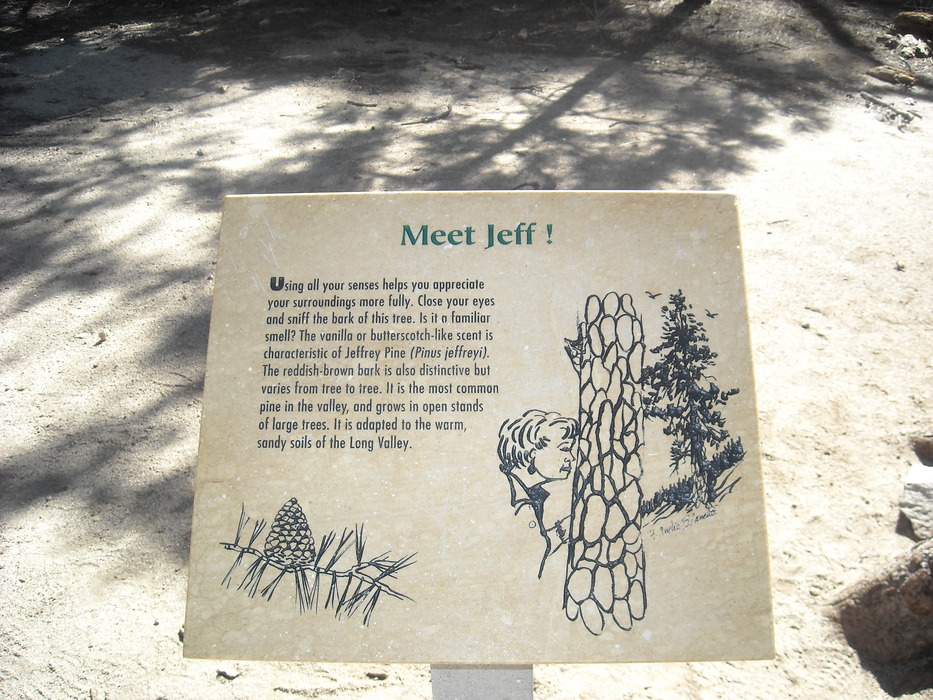 Meet Jeff !
Using all your senses helps you appreciate
your surroundings more fully. Close your eyes
and sniff the bark of this tree. Is it a familiar
smell? The vanilla or butterscotch-like scent is
characteristic of Jeffrey Pine (Pinus jeffreyi).
The reddish-brown bark is also distinctive but
varies from tree to tree. It is the most common
pine in the valley, and grows in open stands
of large trees. It is adapted to the warm,
sandy soils of the Long Valley.